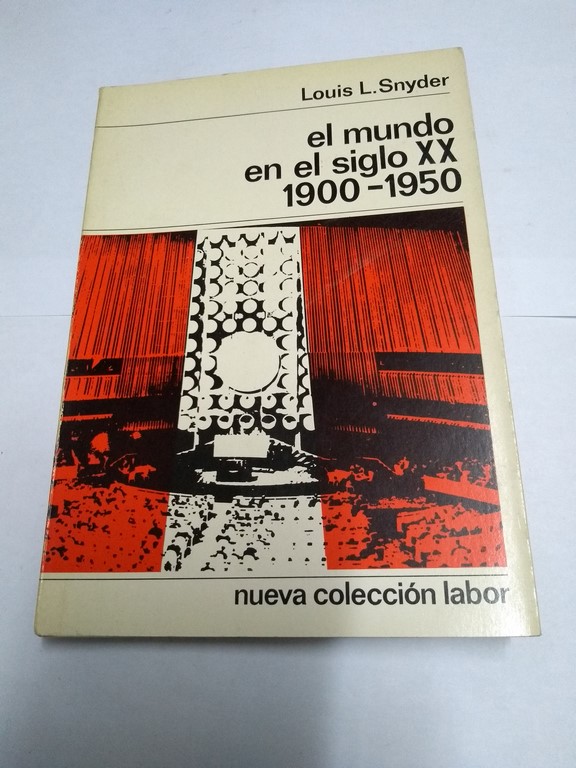 Louis L. Snyder
el mundo
en el siglo XX
1900-1950
nueva colección labor